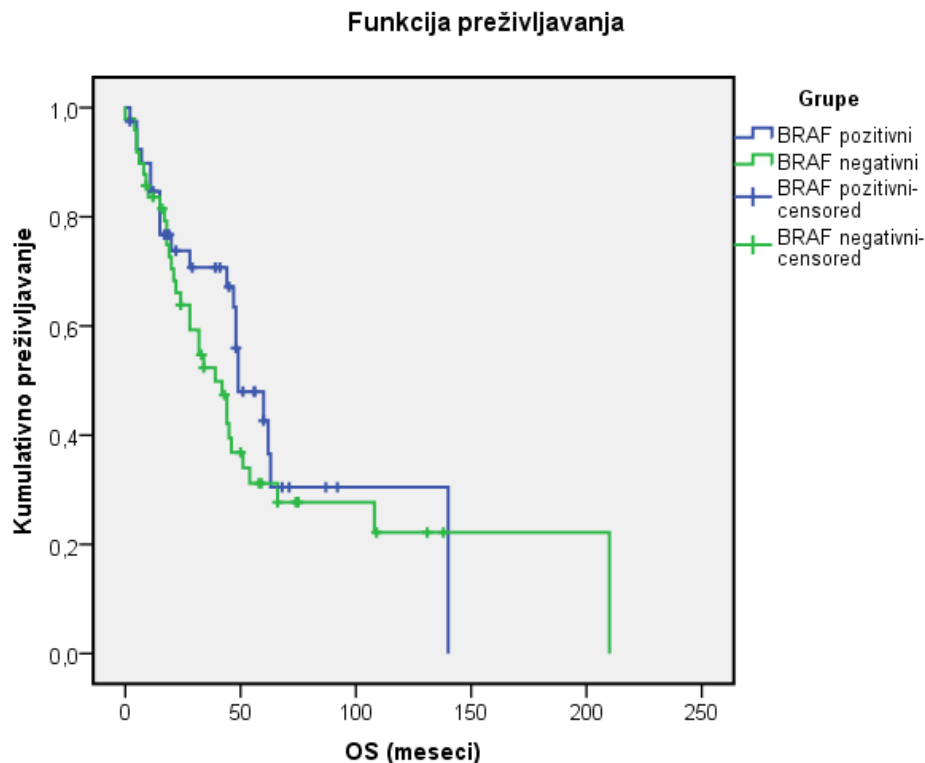 Funkcija preživljavanja
Kumulativno preživljavanje
1,0
0,8
0,6
0,4
0,2
0,0
0 50 100 150 200 250
OS (meseci)
Grupe
BRAF pozitivni
BRAF negativni
BRAF pozitivni-
censored
BRAF negativni-
censored